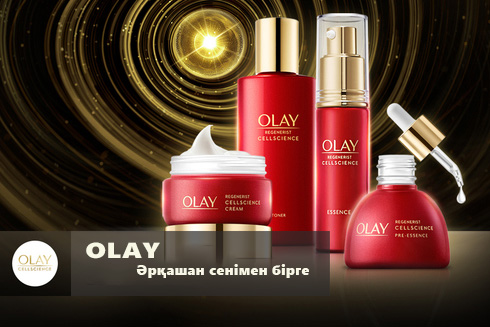 OLAY
REGENERIST
CELLSCIENCE
TONER
OLAY
REGENERIST
CELLSCIENCE
ESSENCE
OLAY
REGENERIST
CELLSCIENCE
CREAM
OLAY
REGENERIST
CELLSCIENCE
PRE-ESSENCE
OLAY
CELLSCIENCE
OLAY
Әрқашан сенімен бірге